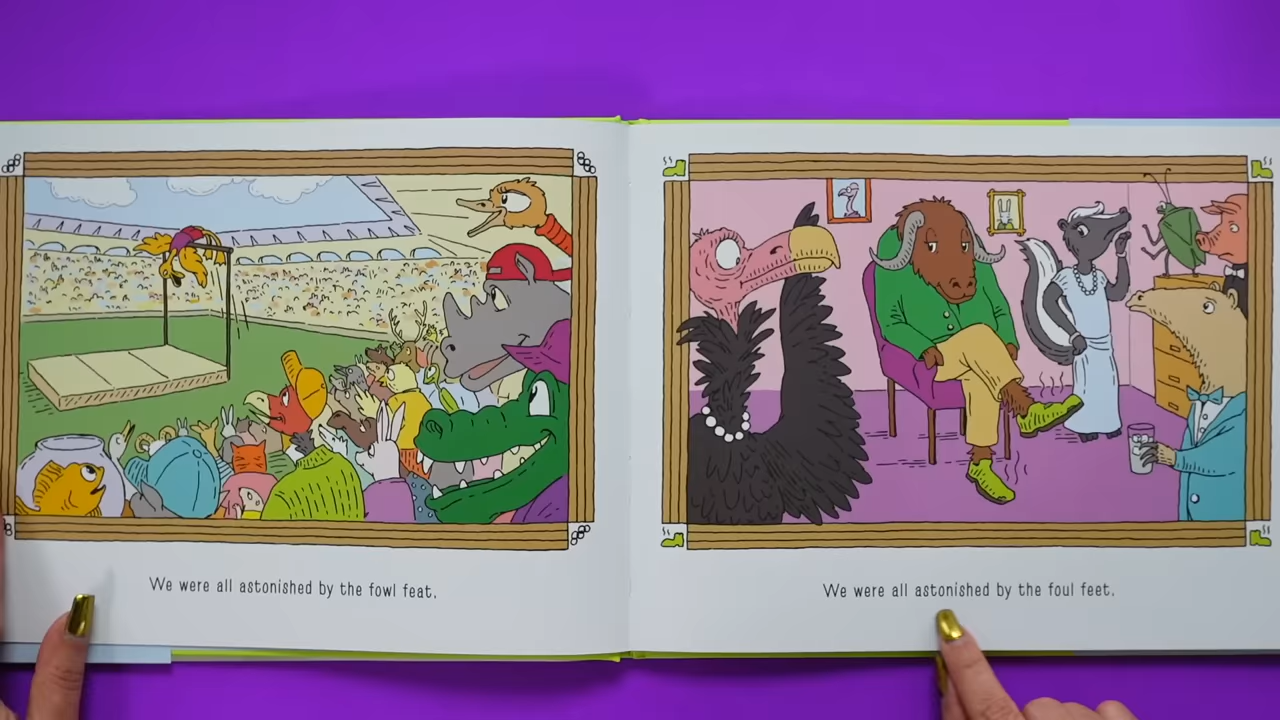 We were all astonished by the fowl feat.
We were all astonished by the foul feet.